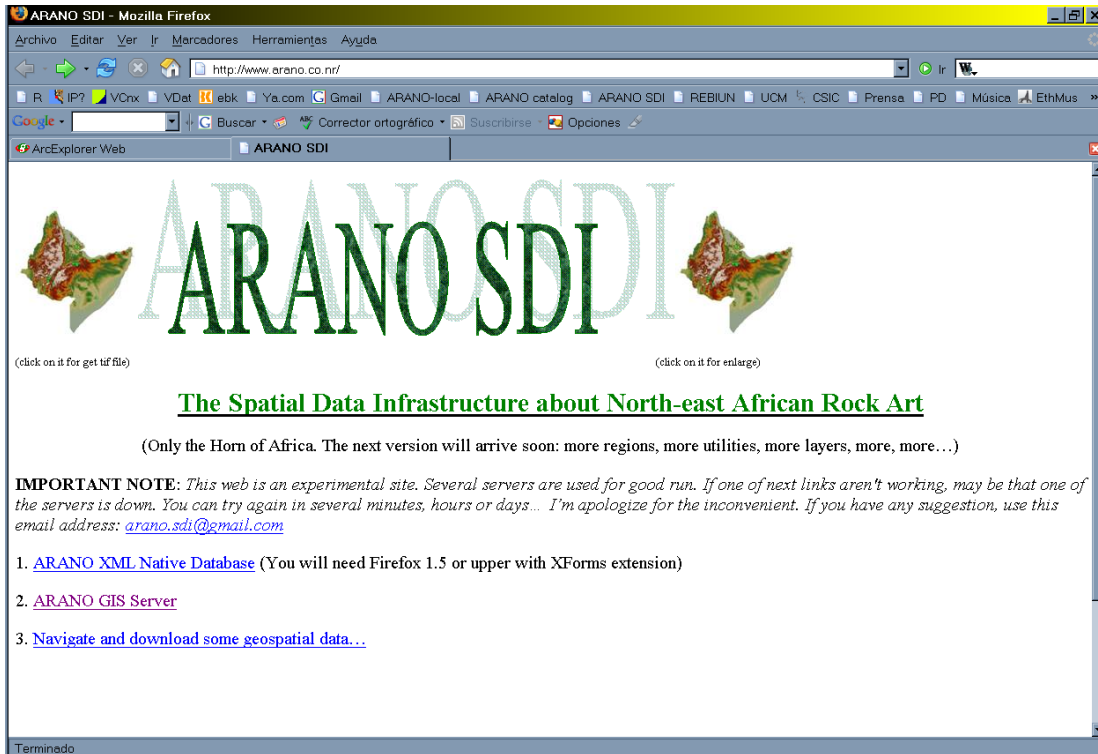 ARANO SDI - Mozilla Firefox
Archivo Editar Ver Ir Marcadores Herramientas Ayuda
http://www.arano.co.nr/ Ir W.
R IP? VCnx VDat ebk Ya.com Gmail ARANO-local ARANO catalog ARANO SDI REBIUN UCM CSIC Prensa PD Música EthMus »
Google G Buscar ABC Corrector ortográfico Suscribirse Opciones
ArcExplorer Web ARANO SDI
ARANO SDI
ARANO SDI
(click on it for get tif file) (click on it for enlarge)
The Spatial Data Infrastructure about North-east African Rock Art
(Only the Horn of Africa. The next version will arrive soon: more regions, more utilities, more layers, more, more…)
IMPORTANT NOTE: This web is an experimental site. Several servers are used for good run. If one of next links aren't working, may be that one of
the servers is down. You can try again in several minutes, hours or days… I'm apologize for the inconvenient. If you have any suggestion, use this
email address: arano.sdi@gmail.com
1. ARANO XML Native Database (You will need Firefox 1.5 or upper with XForms extension)
2. ARANO GIS Server
3. Navigate and download some geospatial data…
Terminado